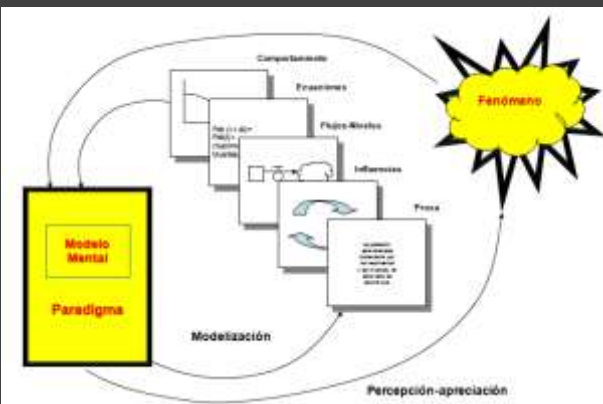 Comportamiento
Ecuaciones
Flujos-Niveles
Influencias
Prosa
Fenómeno
Modelo
Mental
Paradigma
Modelización
Percepción-apreciación